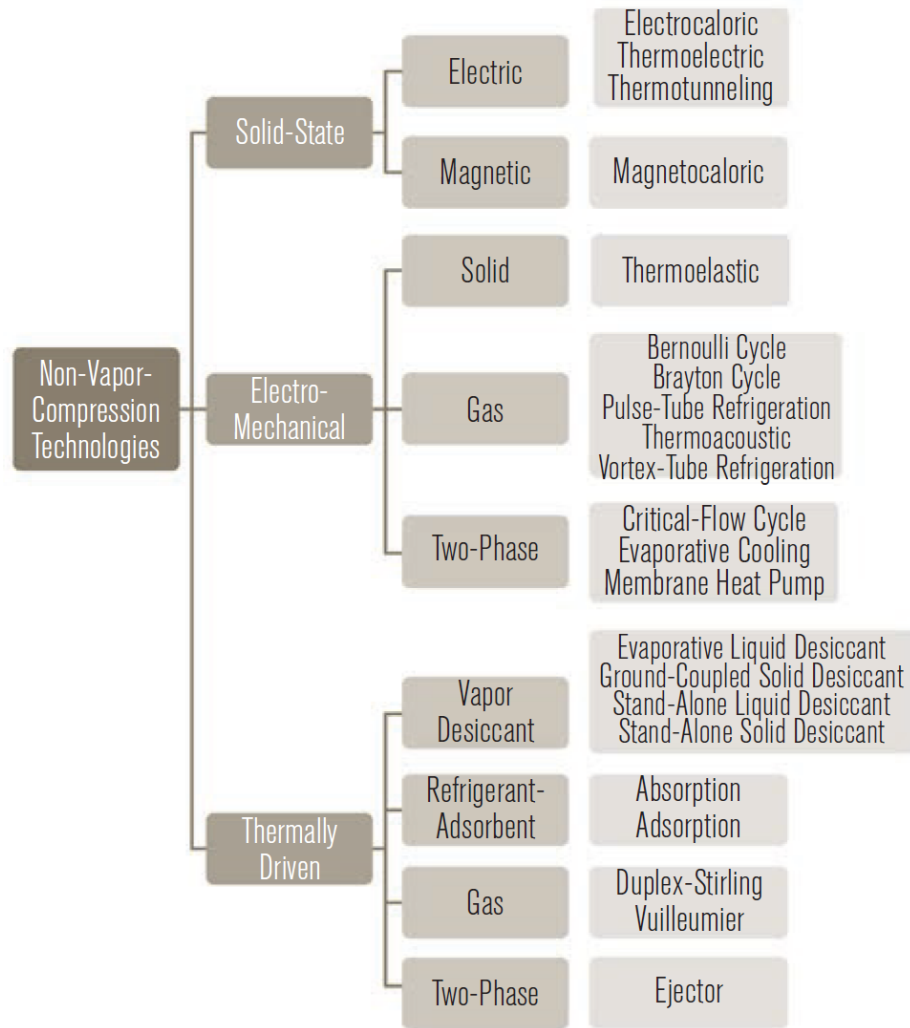 Electric
Electrocaloric
Thermoelectric
Thermotunneling
Solid-State
Magnetic
Magnetocaloric
Solid
Thermoelastic
Non-Vapor-
Compression
Technologies
Electro-
Mechanical
Gas
Bernoulli Cycle
Brayton Cycle
Pulse-Tube Refrigeration
Thermoacoustic
Vortex-Tube Refrigeration
Two-Phase
Critical-Flow Cycle
Evaporative Cooling
Membrane Heat Pump
Vapor
Desiccant
Evaporative Liquid Desiccant
Ground-Coupled Solid Desiccant
Stand-Alone Liquid Desiccant
Stand-Alone Solid Desiccant
Thermally
Driven
Refrigerant-
Adsorbent
Absorption
Adsorption
Gas
Duplex-Stirling
Vuilleumier
Two-Phase
Ejector